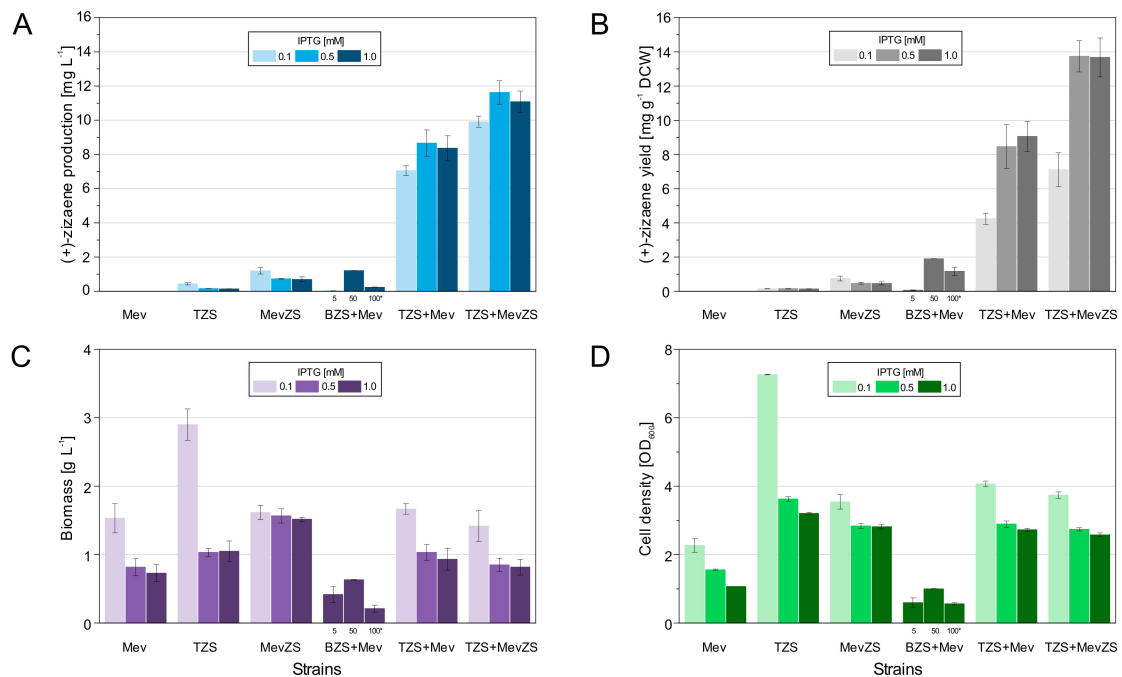 A
(+)-zizaene production [mg L⁻¹]
16
14
12
10
8
6
4
2
0
IPTG [mM]
0.1 0.5 1.0
5 50 100*
Mev TZS MevZS BZS+Mev TZS+Mev TZS+MevZS
B
(+)-zizaene yield [mg g⁻¹ DCW]
16
14
12
10
8
6
4
2
0
IPTG [mM]
0.1 0.5 1.0
5 50 100*
Mev TZS MevZS BZS+Mev TZS+Mev TZS+MevZS
C
Biomass [g L⁻¹]
4
3
2
1
0
IPTG [mM]
0.1 0.5 1.0
5 50 100*
Mev TZS MevZS BZS+Mev TZS+Mev TZS+MevZS
Strains
D
Cell density [OD₆₀₀]
8
6
4
2
0
IPTG [mM]
0.1 0.5 1.0
5 50 100*
Mev TZS MevZS BZS+Mev TZS+Mev TZS+MevZS
Strains